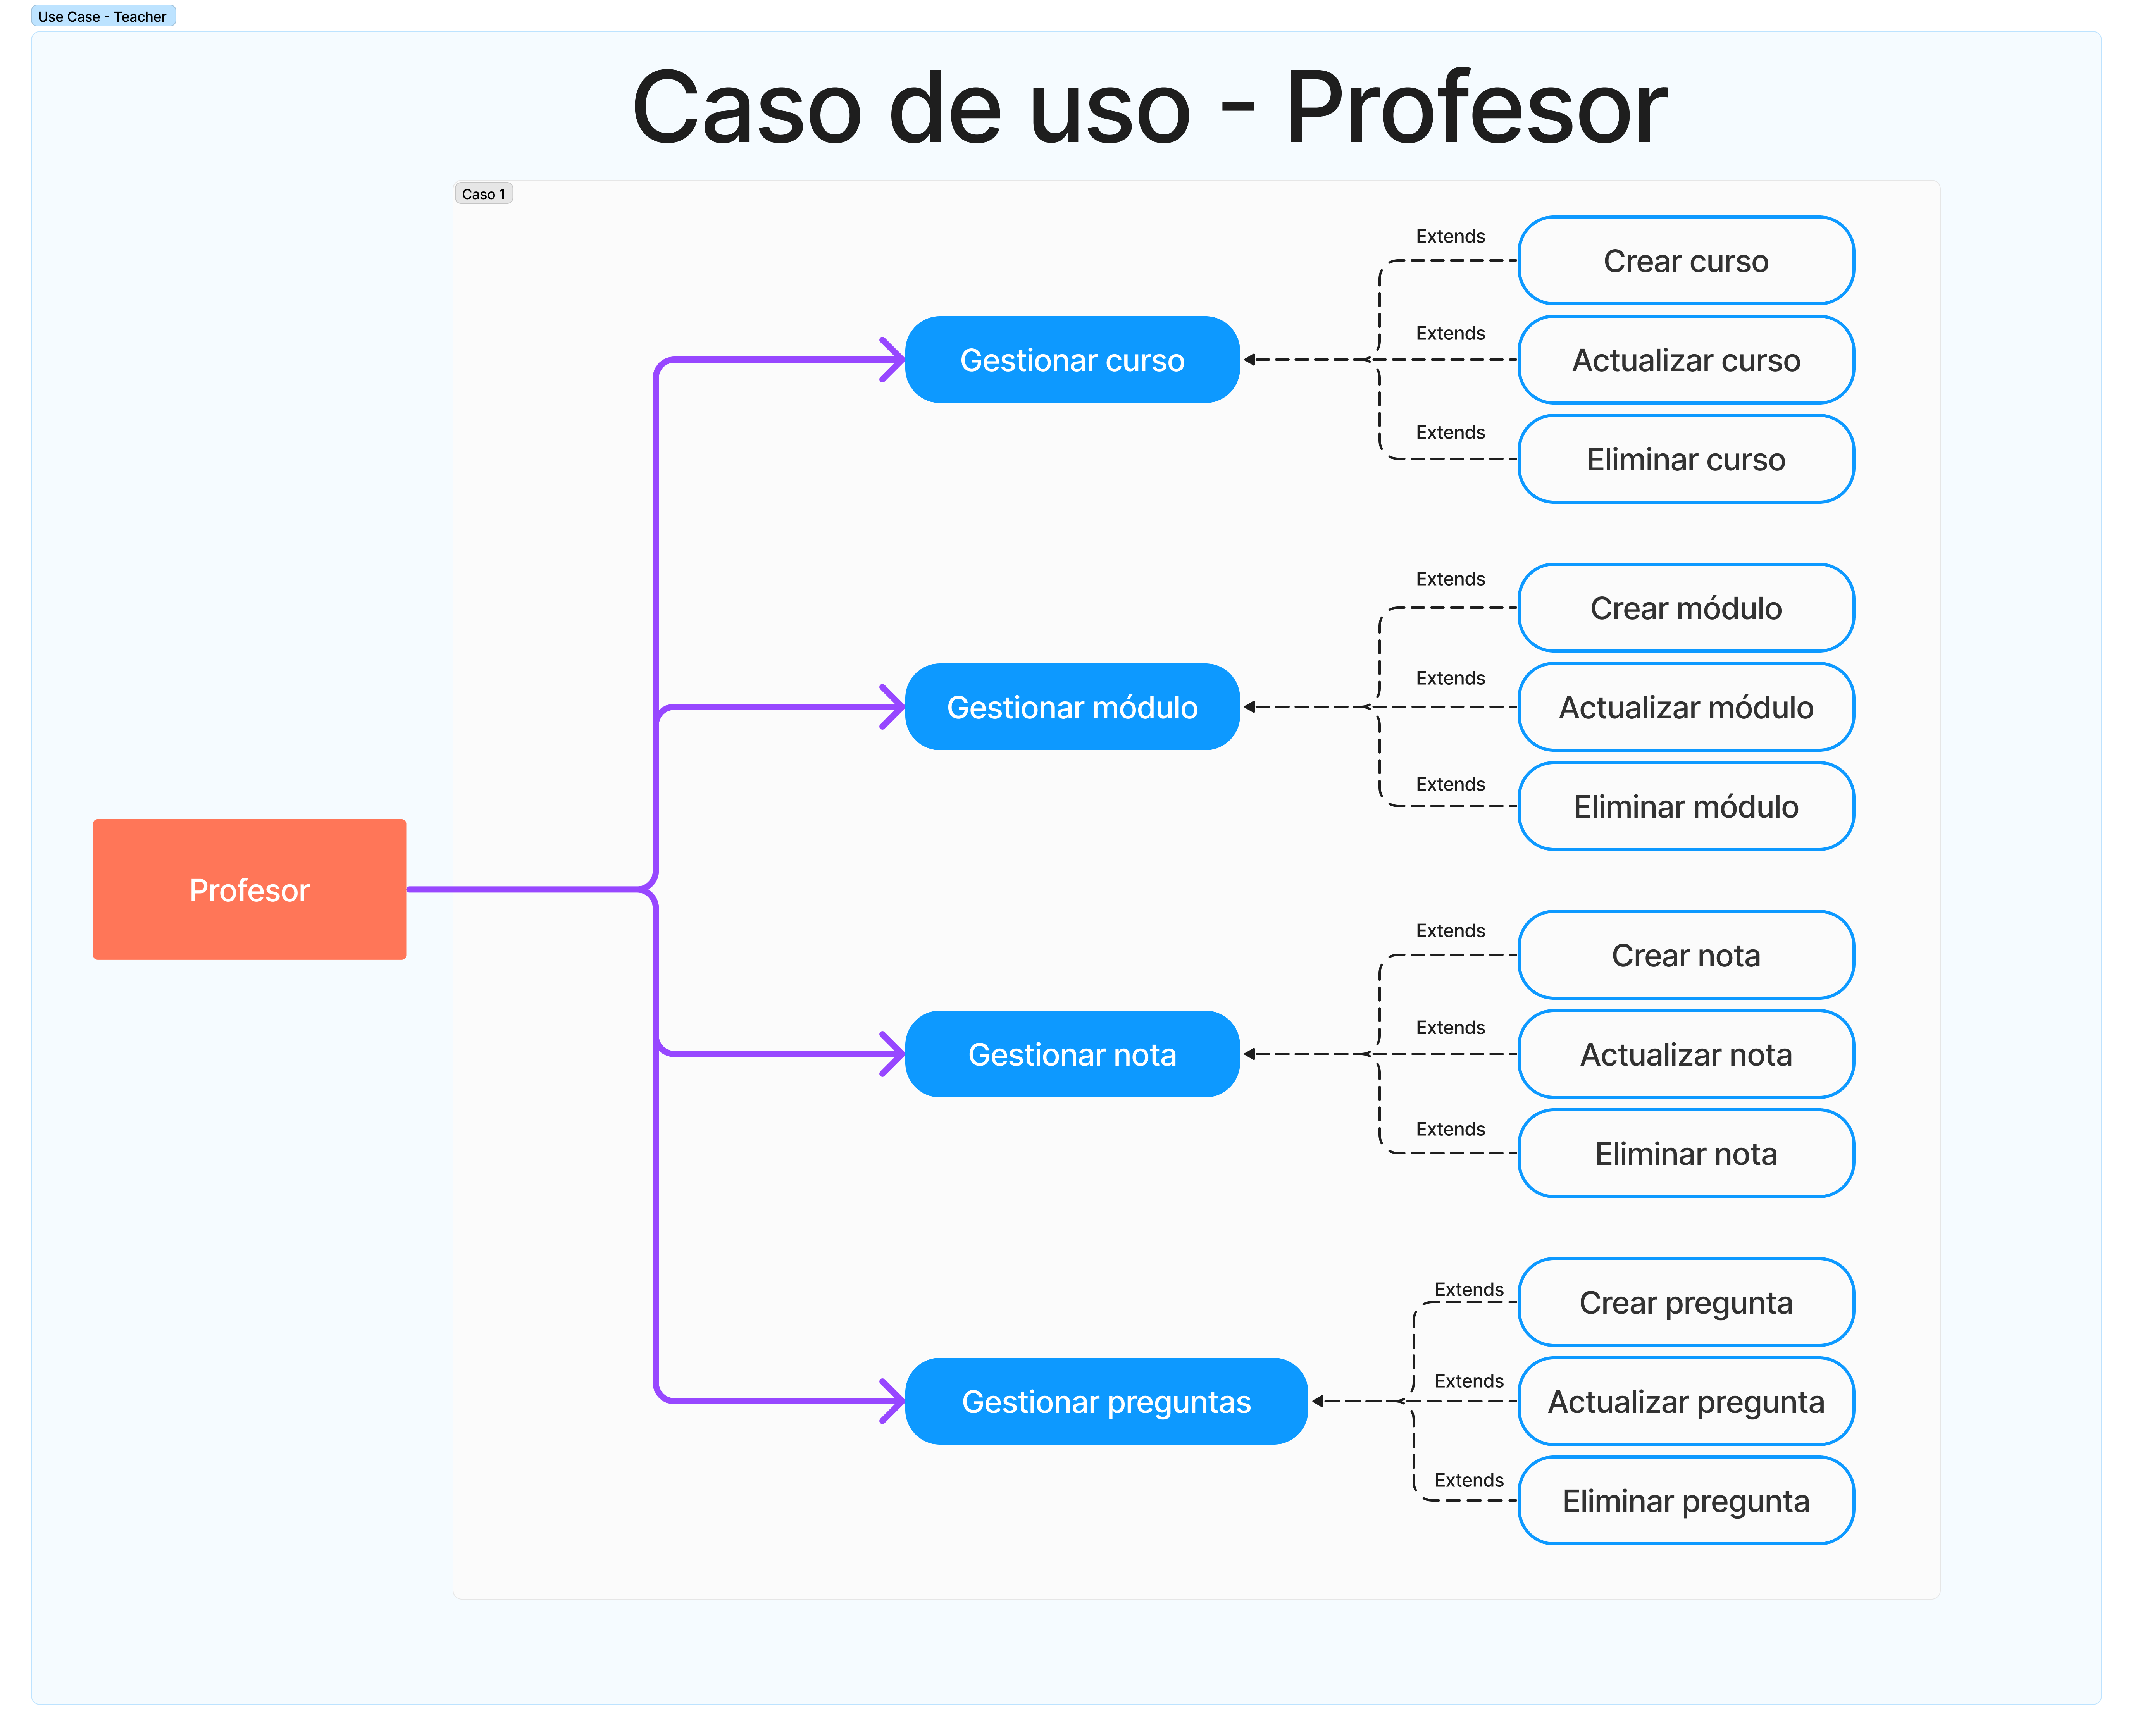 Use Case - Teacher
Caso de uso - Profesor
Caso 1
Extends
Crear curso
Extends
Gestionar curso
Actualizar curso
Extends
Eliminar curso
Extends
Crear módulo
Extends
Gestionar módulo
Actualizar módulo
Extends
Eliminar módulo
Profesor
Extends
Crear nota
Extends
Gestionar nota
Actualizar nota
Extends
Eliminar nota
Extends
Crear pregunta
Extends
Gestionar preguntas
Actualizar pregunta
Extends
Eliminar pregunta